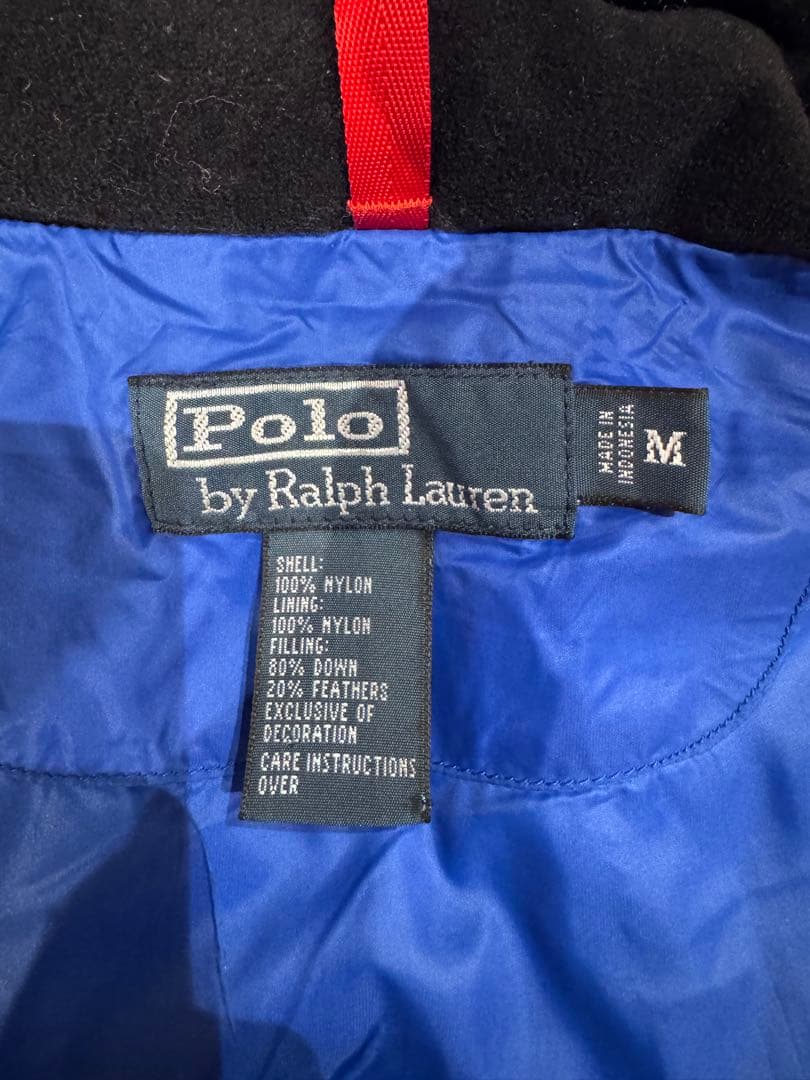 Polo
by Ralph Lauren
MADE IN
INDONESIA
M
SHELL:
100% NYLON
LINING:
100% NYLON
FILLING:
80% DOWN
20% FEATHERS
EXCLUSIVE OF
DECORATION
CARE INSTRUCTIONS
OVER